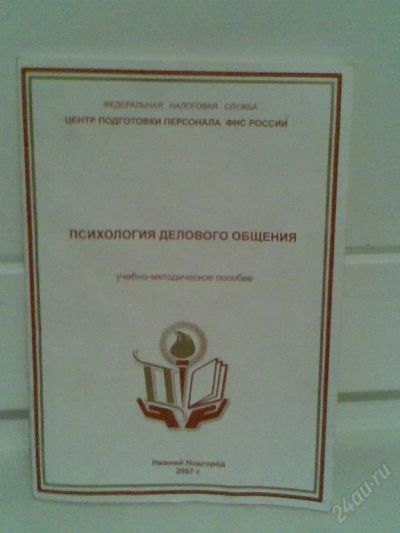 ФЕДЕРАЛЬНАЯ НАЛОГОВАЯ СЛУЖБА
ЦЕНТР ПОДГОТОВКИ ПЕРСОНАЛА ФНС РОССИИ
ПСИХОЛОГИЯ ДЕЛОВОГО ОБЩЕНИЯ
учебно-методическое пособие
Нижний Новгород
2007 г.
24au.ru